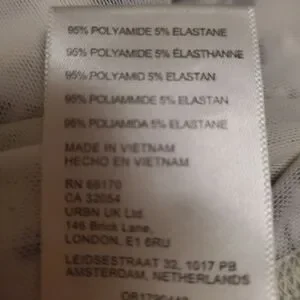 95% POLYAMIDE 5% ELASTANE
95% POLYAMIDE 5% ÉLASTHANNE
95% POLYAMID 5% ELASTAN
95% POLIAMMIDE 5% ELASTAN
95% POLIAMIDA 5% ELASTANE
MADE IN VIETNAM
HECHO EN VIETNAM
RN 66170
CA 32054
URBN UK Ltd
146 Brick Lane,
LONDON, E1 6RU
LEIDSESTRAAT 32, 1017 PB
AMSTERDAM, NETHERLANDS